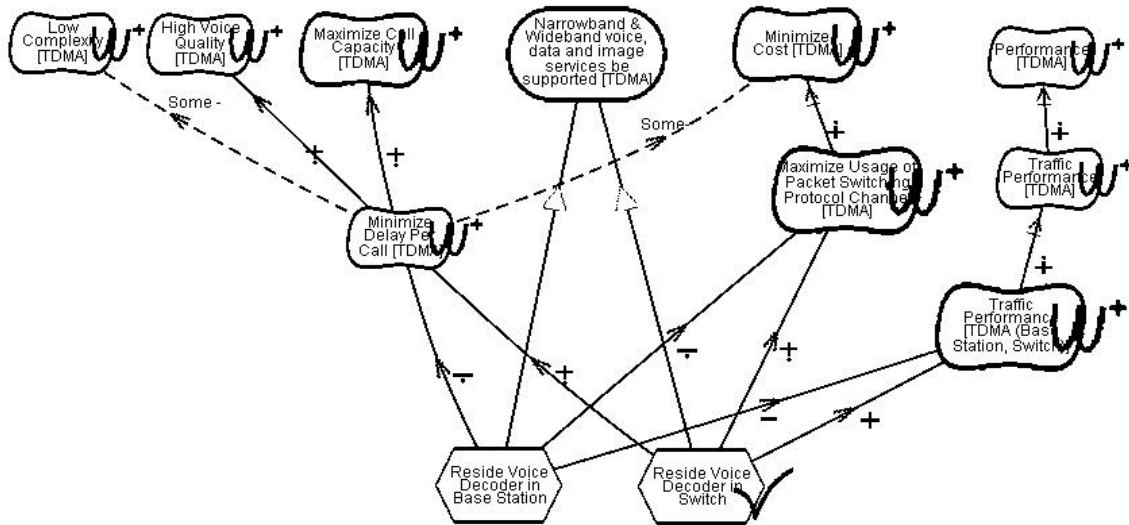 Low
Complexity
[TDMA]
High Voice
Quality
[TDMA]
Maximize Call
Capacity
[TDMA]
Narrowband &
Wideband voice,
data and image
services be
supported [TDMA]
Minimize
Cost [TDMA]
Performance
[TDMA]
Some -
Some-
+
+
+
+
Maximize Usage of
Packet Switching
Protocol Channels
[TDMA]
Traffic
Performance
[TDMA]
Minimize
Delay Per
Call [TDMA]
+
Traffic
Performance
[TDMA (Base
Station, Switch)]
-
+
-
+
-
+
Reside Voice
Decoder in
Base Station
Reside Voice
Decoder in
Switch